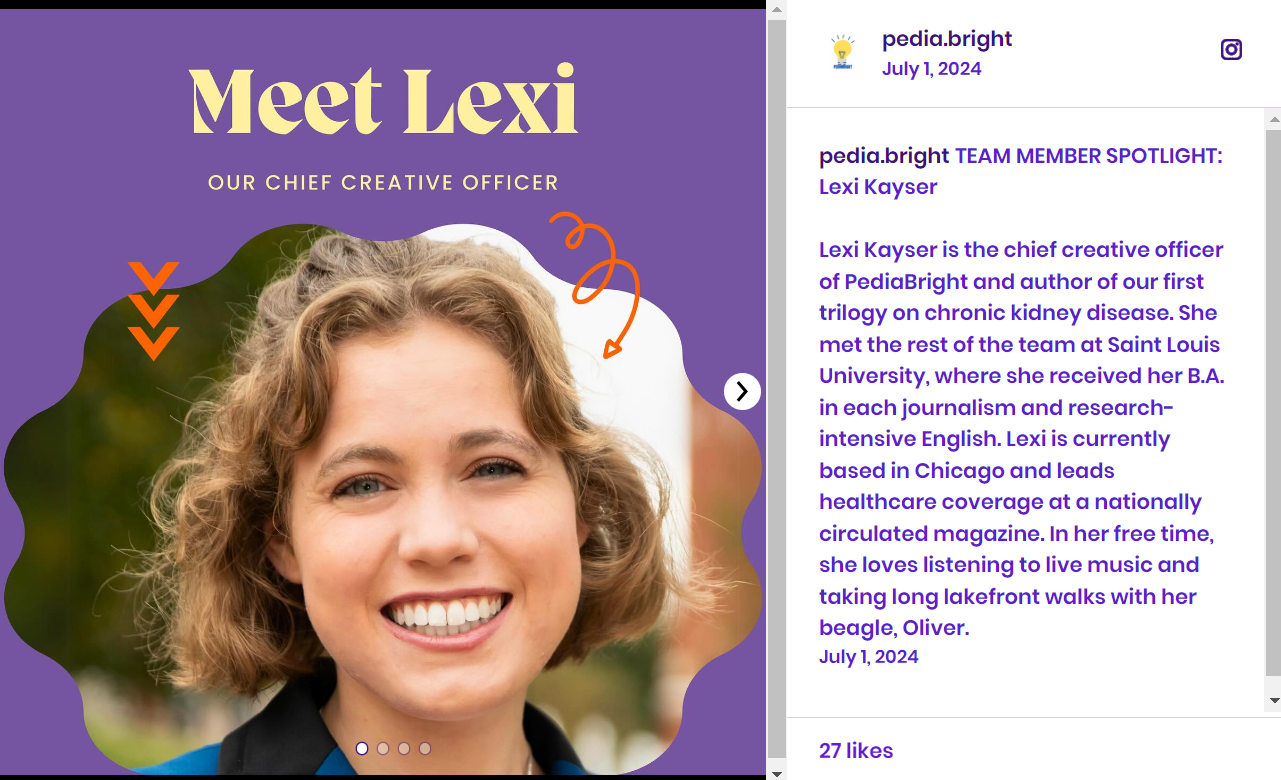 Meet Lexi
OUR CHIEF CREATIVE OFFICER
pedia.bright
July 1, 2024
pedia.bright TEAM MEMBER SPOTLIGHT:
Lexi Kayser
Lexi Kayser is the chief creative officer
of PediaBright and author of our first
trilogy on chronic kidney disease. She
met the rest of the team at Saint Louis
University, where she received her B.A.
in each journalism and research-
intensive English. Lexi is currently
based in Chicago and leads
healthcare coverage at a nationally
circulated magazine. In her free time,
she loves listening to live music and
taking long lakefront walks with her
beagle, Oliver.
July 1, 2024
27 likes